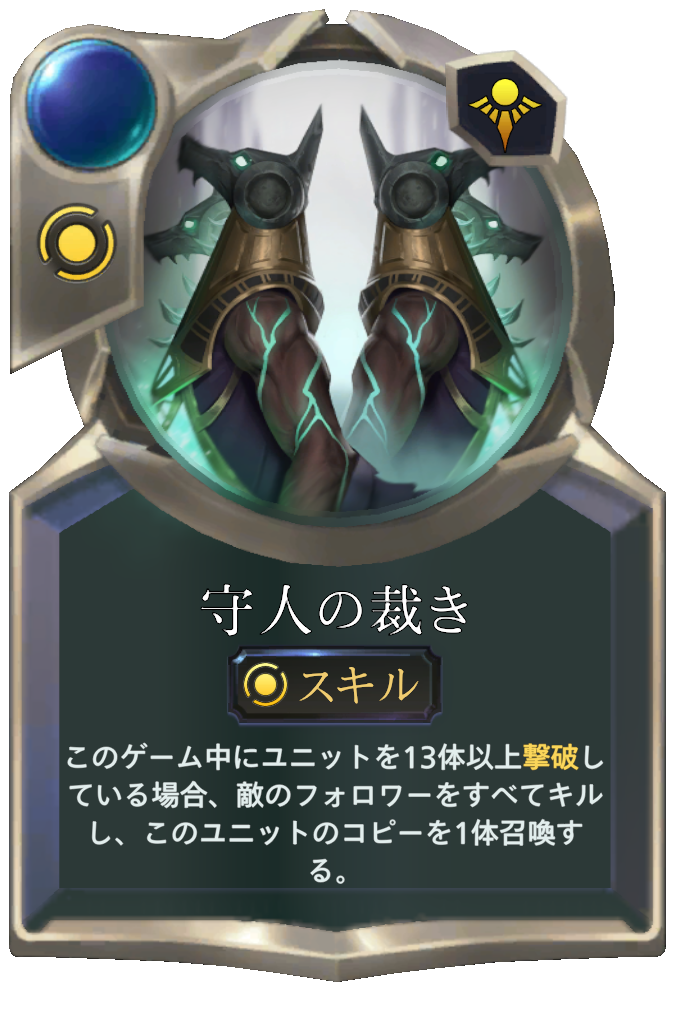 守人の裁き
スキル
このゲーム中にユニットを13体以上撃破し
ている場合、敵のフォロワーをすべてキル
し、このユニットのコピーを1体召喚す
る。